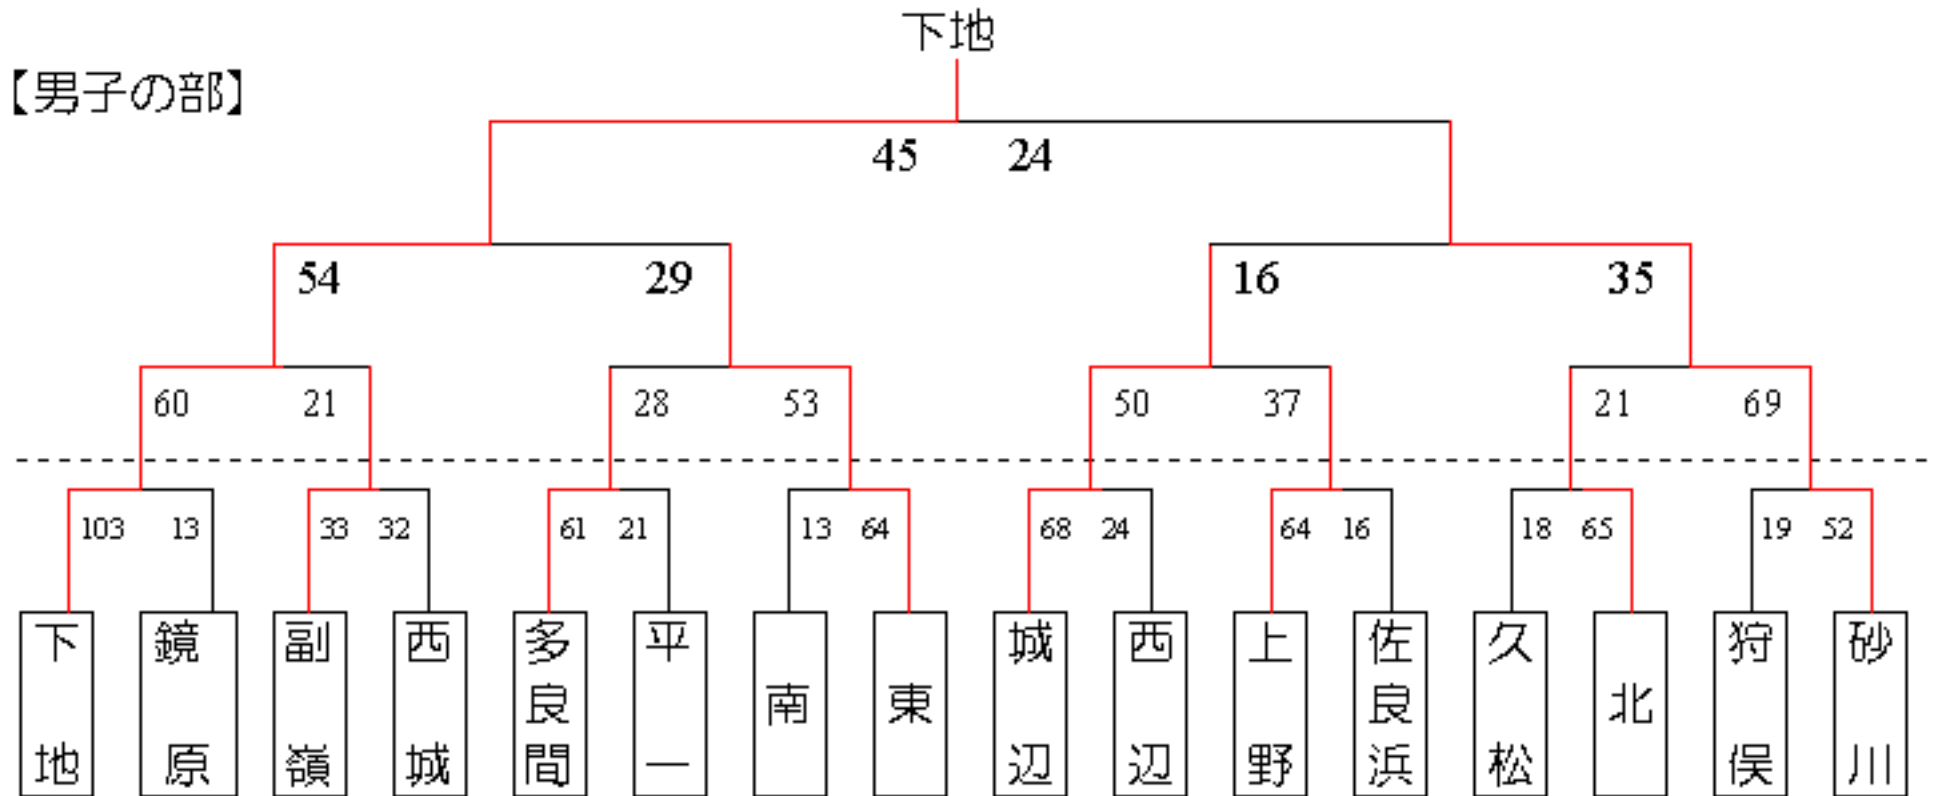 下地
【男子の部】
45 24
54 29 16 35
60 21 28 53 50 37 21 69
103 13 33 32 61 21 13 64 68 24 64 16 18 65 19 52
下地 鏡原 副嶺 西城 多良間 平一 南 東 城辺 西辺 上野 佐良浜 久松 北 狩俣 砂川